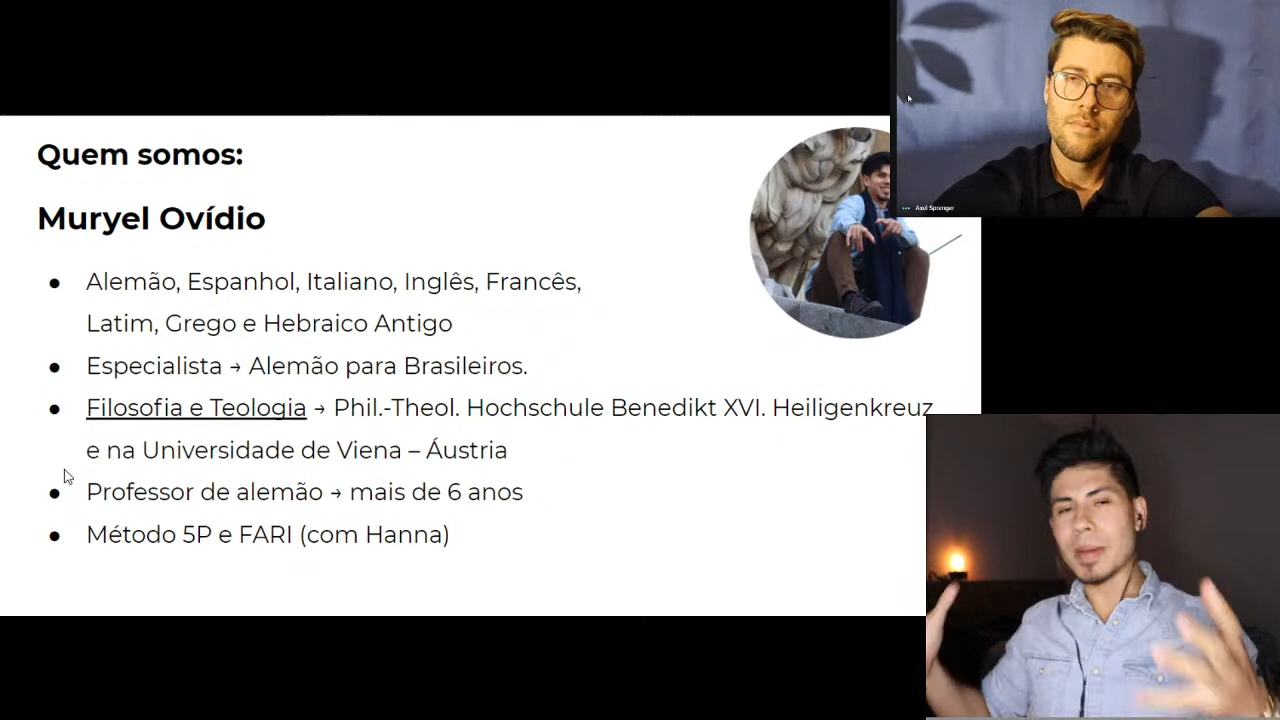 Quem somos:
Muryel Ovídio
● Alemão, Espanhol, Italiano, Inglês, Francês,
Latim, Grego e Hebraico Antigo
● Especialista → Alemão para Brasileiros.
● Filosofia e Teologia → Phil.-Theol. Hochschule Benedikt XVI. Heiligenkreuz
e na Universidade de Viena – Áustria
● Professor de alemão → mais de 6 anos
● Método 5P e FARI (com Hanna)
Axel Sprenger